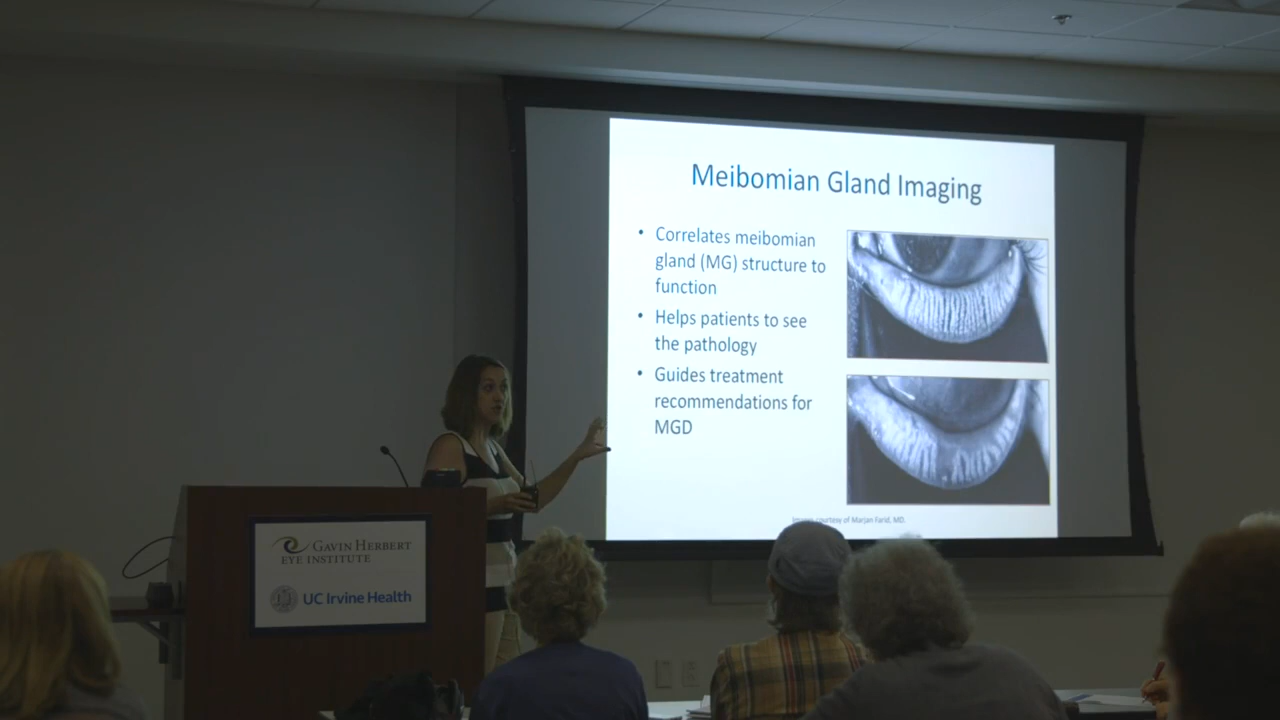 Meibomian Gland Imaging
• Correlates meibomian
gland (MG) structure to
function
• Helps patients to see
the pathology
• Guides treatment
recommendations for
MGD
Images courtesy of Marjan Farid, MD.
GAVIN HERBERT
EYE INSTITUTE
UC Irvine Health